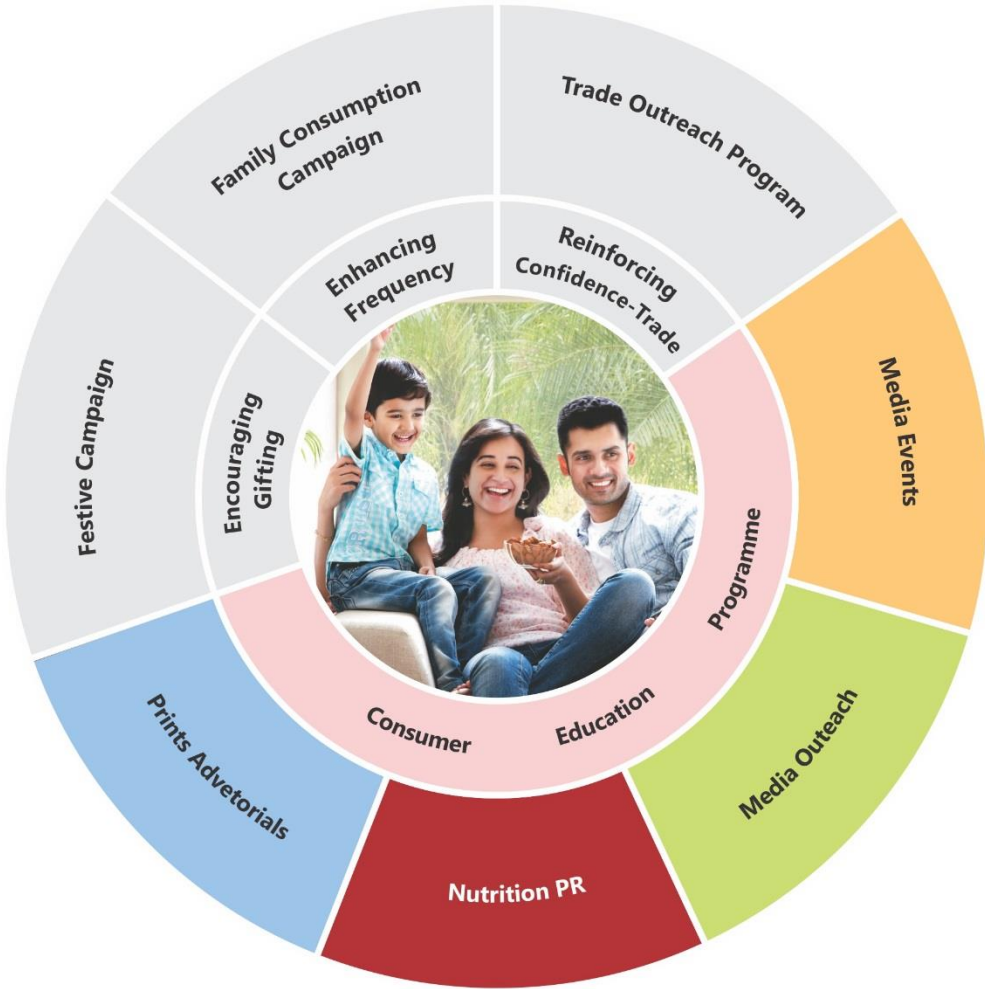 Family Consumption
Campaign
Trade Outreach Program
Enhancing
Frequency
Reinforcing
Confidence-Trade
Festive Campaign
Encouraging
Gifting
Media Events
Consumer Education Programme
Prints Advetorials
Nutrition PR
Media Outeach